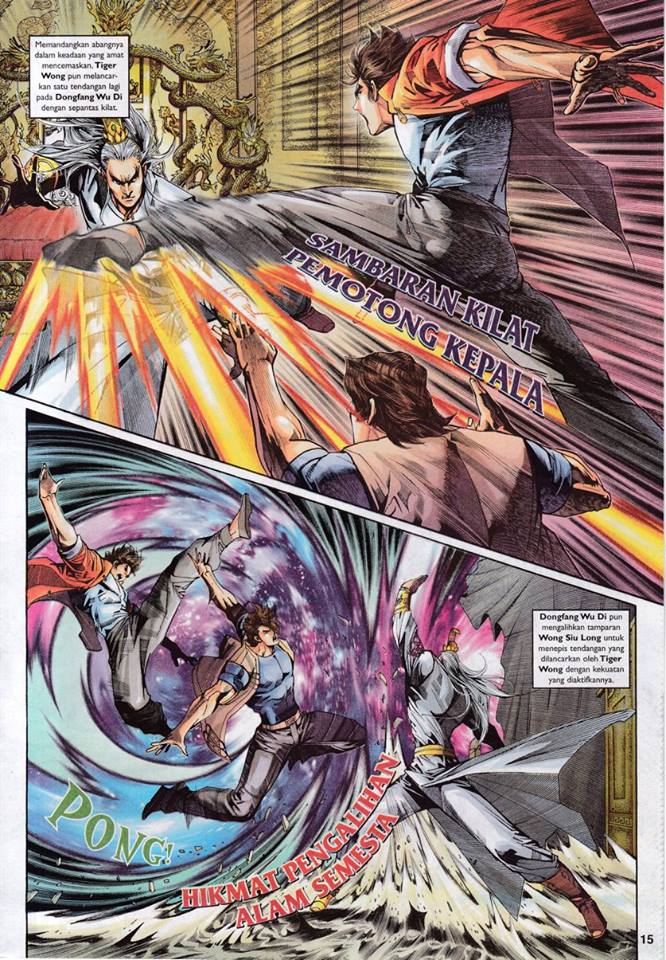 Memandangkan abangnya
dalam keadaan yang amat
mencemaskan, Tiger
Wong pun melancar-
kan satu tendangan lagi
pada Dongfang Wu Di
dengan sepantas kilat.
SAMBARAN KILAT
PEMOTONG KEPALA
Dongfang Wu Di pun
mengalihkan tamparan
Wong Siu Long untuk
menepis tendangan yang
dilancarkan oleh Tiger
Wong dengan kekuatan
yang diaktifkannya.
PONG!
HIKMAT PENGALIHAN
ALAM SEMESTA
15